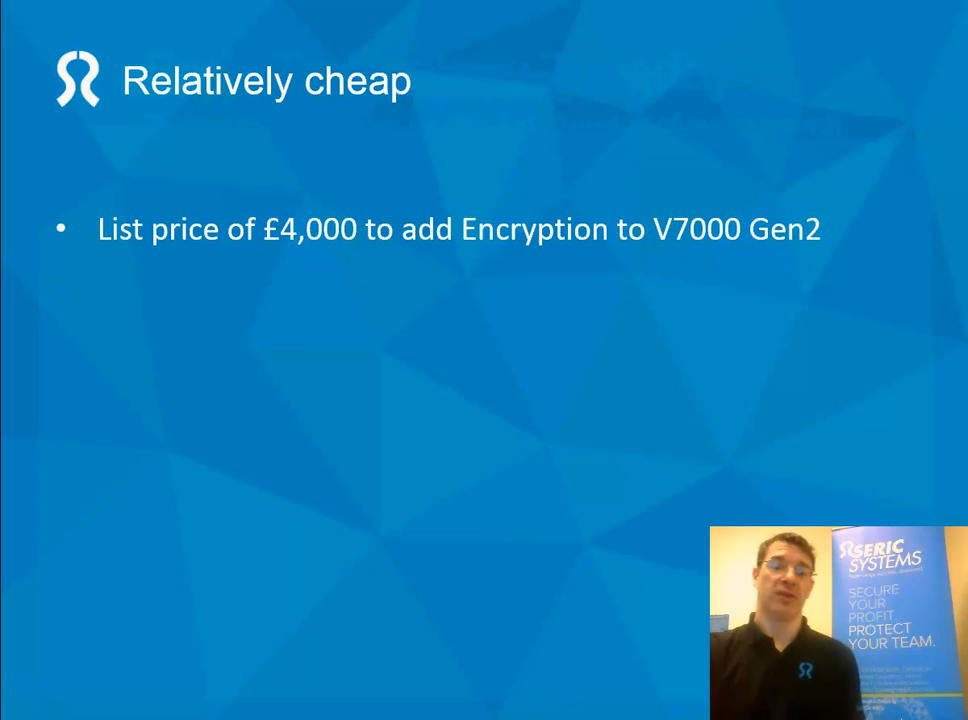 Relatively cheap
• List price of £4,000 to add Encryption to V7000 Gen2
SERIC
SYSTEMS
SECURE
YOUR
PROFIT.
PROTECT
YOUR TEAM.